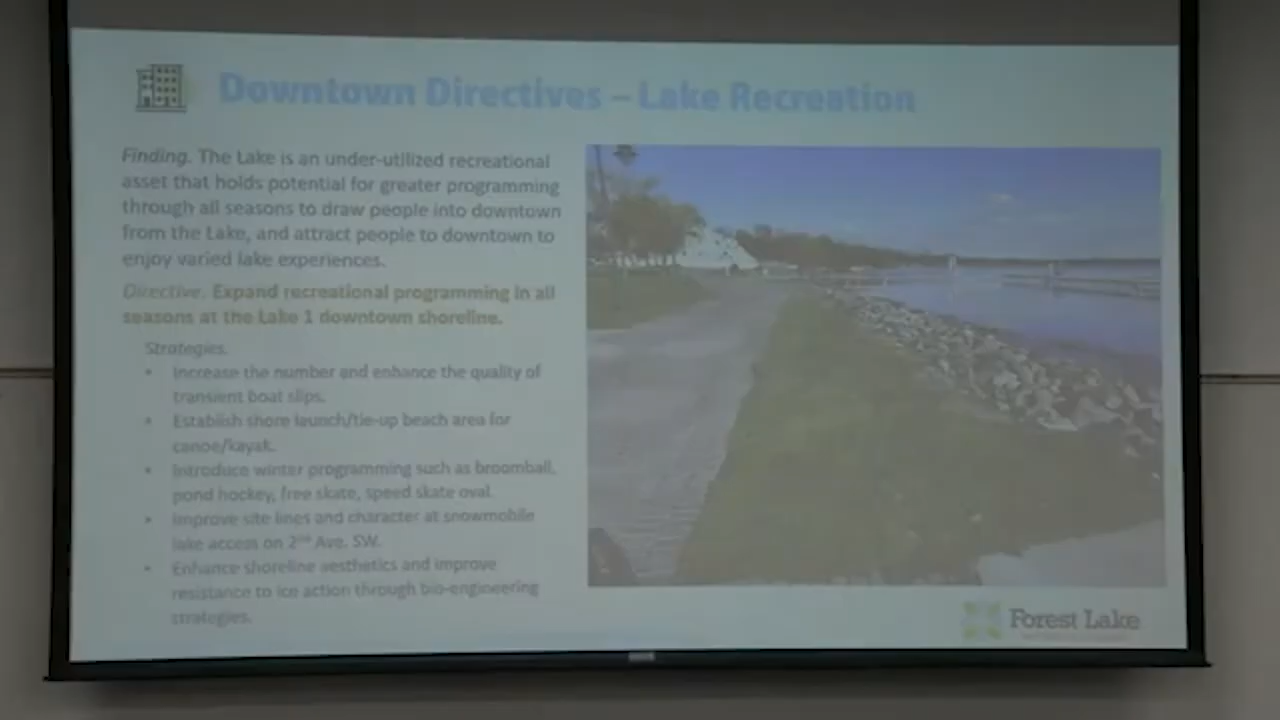 Downtown Directives – Lake Recreation
Finding. The Lake is an under-utilized recreational
asset that holds potential for greater programming
through all seasons to draw people into downtown
from the Lake, and attract people to downtown to
enjoy varied lake experiences.
Directive. Expand recreational programming in all
seasons at the Lake 1 downtown shoreline.
Strategies.
• Increase the number and enhance the quality of
transient boat slips.
• Establish shore launch/tie-up beach area for
canoe/kayak.
• Introduce winter programming such as broomball,
pond hockey, free skate, speed skate oval.
• Improve site lines and character at snowmobile
lake access on 2nd Ave. SW.
• Enhance shoreline aesthetics and improve
resistance to ice action through bio-engineering
strategies.
Forest Lake